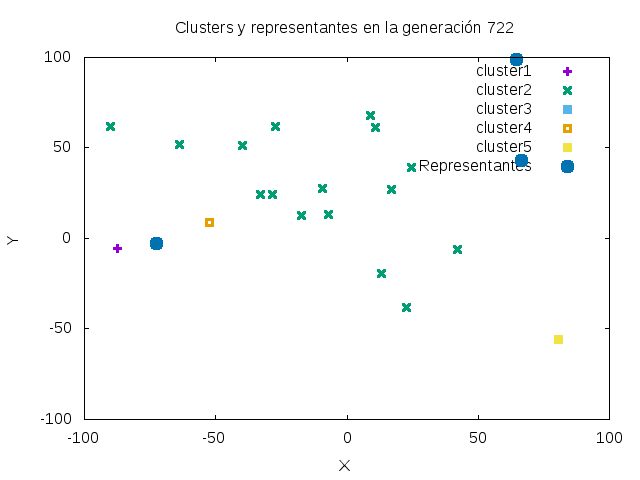 Clusters y representantes en la generación 722
100
cluster1
cluster2
cluster3
50
cluster4
cluster5
Representantes
Y
0
-50
-100
-100 -50 0 50 100
X